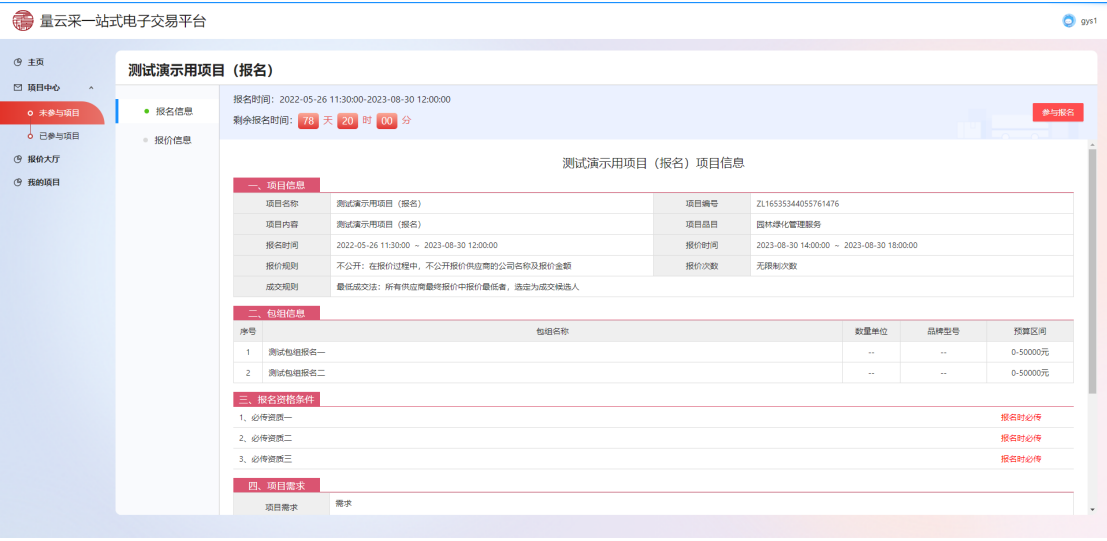 量云采一站式电子交易平台
gys1
主页
项目中心
未参与项目
已参与项目
报价大厅
我的项目
测试演示用项目（报名）
报名信息
报价信息
报名时间：2022-05-26 11:30:00-2023-08-30 12:00:00
剩余报名时间：78 天 20 时 00 分
参与报名
测试演示用项目（报名）项目信息
一、项目信息
项目名称 测试演示用项目（报名） 项目编号 ZL16535344055761476
项目内容 测试演示用项目（报名） 项目品目 园林绿化管理服务
报名时间 2022-05-26 11:30:00 ~ 2023-08-30 12:00:00 报价时间 2023-08-30 14:00:00 ~ 2023-08-30 18:00:00
报价规则 不公开：在报价过程中，不公开报价供应商的公司名称及报价金额 报价次数 无限制次数
成交规则 最低成交法：所有供应商最终报价中报价最低者，选定为成交候选人
二、包组信息
序号 包组名称 数量单位 品牌型号 预算区间
1 测试包组报名一 -- -- 0-50000元
2 测试包组报名二 -- -- 0-50000元
三、报名资格条件
1、必传资质一 报名时必传
2、必传资质二 报名时必传
3、必传资质三 报名时必传
四、项目需求
项目需求 需求